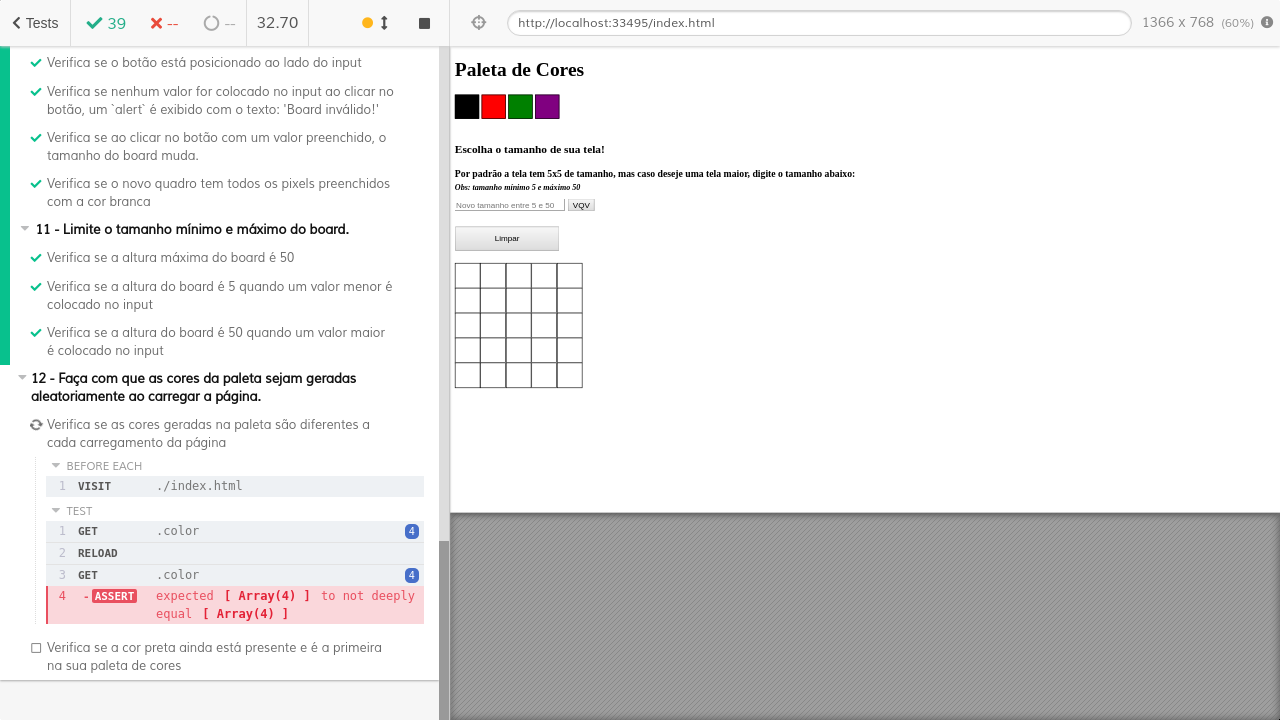 Tests
39
--
--
32.70
http://localhost:33495/index.html
1366 x 768 (60%)
Verifica se o botão está posicionado ao lado do input
Verifica se nenhum valor for colocado no input ao clicar no
botão, um `alert` é exibido com o texto: 'Board inválido!'
Verifica se ao clicar no botão com um valor preenchido, o
tamanho do board muda.
Verifica se o novo quadro tem todos os pixels preenchidos
com a cor branca
11 - Limite o tamanho mínimo e máximo do board.
Verifica se a altura máxima do board é 50
Verifica se a altura do board é 5 quando um valor menor é
colocado no input
Verifica se a altura do board é 50 quando um valor maior
é colocado no input
12 - Faça com que as cores da paleta sejam geradas
aleatoriamente ao carregar a página.
Verifica se as cores geradas na paleta são diferentes a
cada carregamento da página
BEFORE EACH
1 VISIT ./index.html
TEST
1 GET .color 4
2 RELOAD
3 GET .color 4
4 -ASSERT expected [ Array(4) ] to not deeply
equal [ Array(4) ]
Verifica se a cor preta ainda está presente e é a primeira
na sua paleta de cores
Paleta de Cores
Escolha o tamanho de sua tela!
Por padrão a tela tem 5x5 de tamanho, mas caso deseje uma tela maior, digite o tamanho abaixo:
Obs: tamanho mínimo 5 e máximo 50
Novo tamanho entre 5 e 50 VQV
Limpar